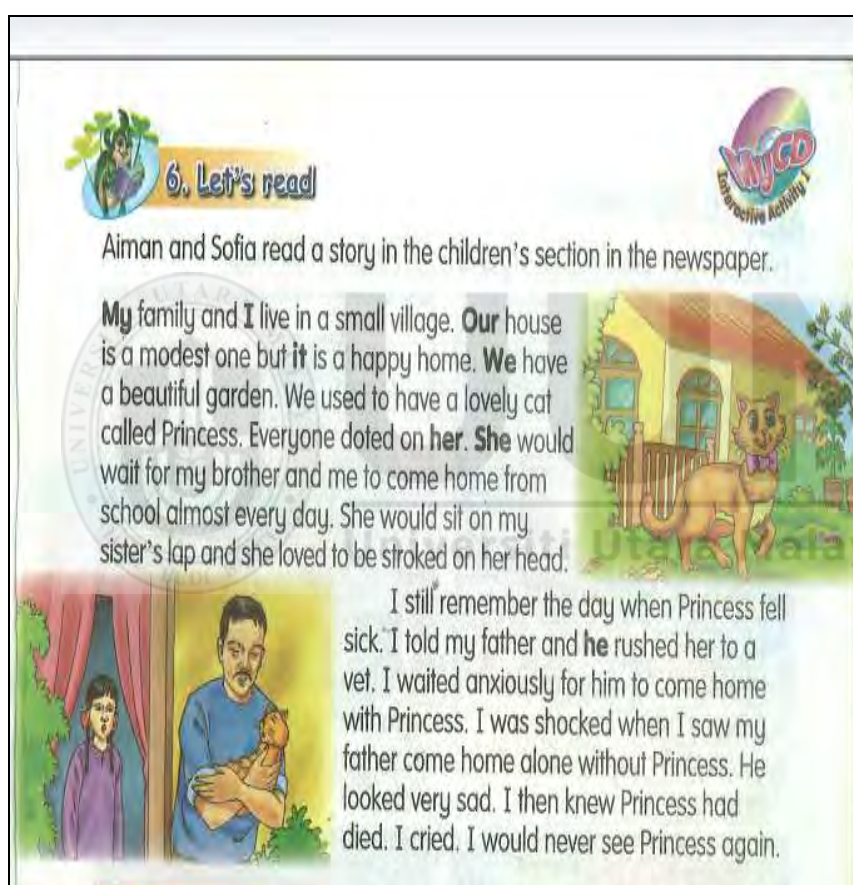 6. Let's read
MyCD
Interactive Activity 1
Aiman and Sofia read a story in the children's section in the newspaper.
My family and I live in a small village. Our house
is a modest one but it is a happy home. We have
a beautiful garden. We used to have a lovely cat
called Princess. Everyone doted on her. She would
wait for my brother and me to come home from
school almost every day. She would sit on my
sister's lap and she loved to be stroked on her head.
I still remember the day when Princess fell
sick. I told my father and he rushed her to a
vet. I waited anxiously for him to come home
with Princess. I was shocked when I saw my
father come home alone without Princess. He
looked very sad. I then knew Princess had
died. I cried. I would never see Princess again.